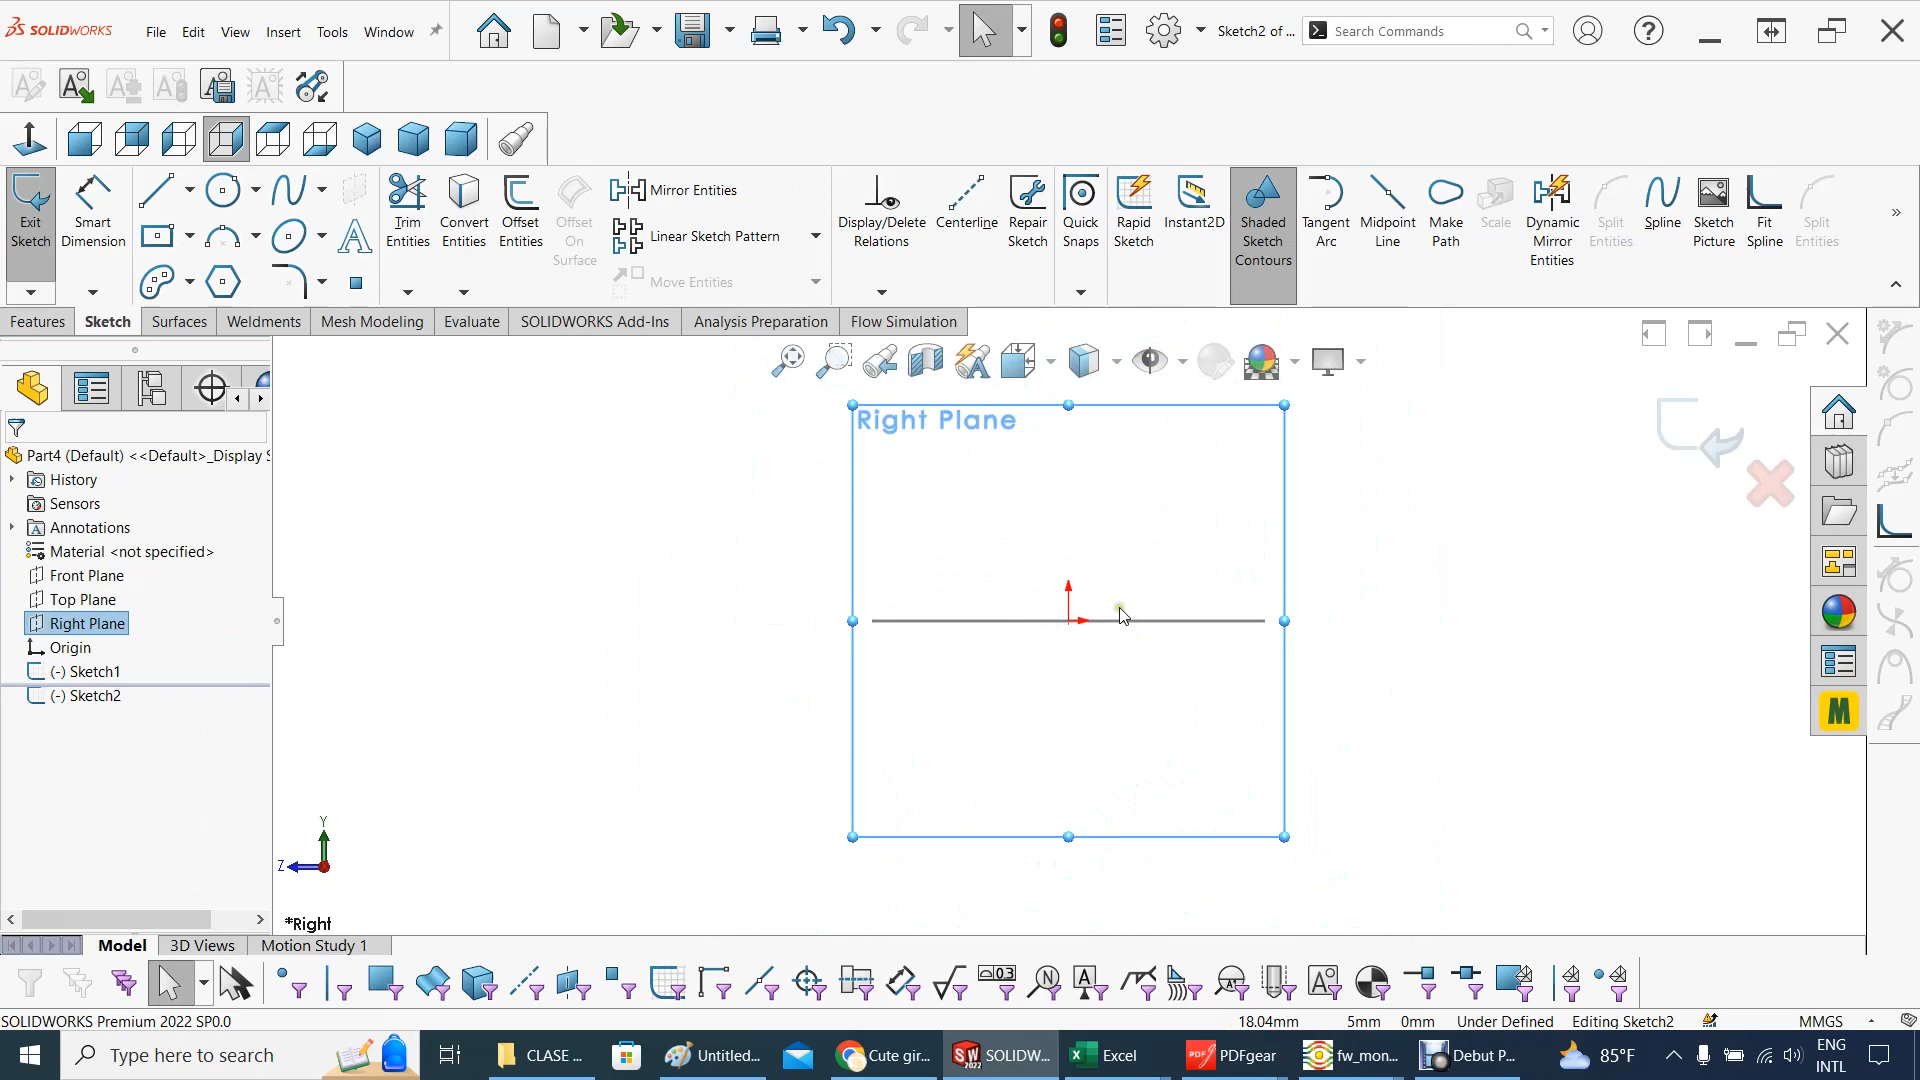 SOLIDWORKS File Edit View Insert Tools Window Sketch2 of ... Search Commands
Exit Sketch
Smart Dimension
Trim Entities
Convert Entities
Offset Entities
Offset On Surface
Mirror Entities
Linear Sketch Pattern
Move Entities
Display/Delete Relations
Centerline
Repair Sketch
Quick Snaps
Rapid Sketch
Instant2D
Shaded Sketch Contours
Tangent Arc
Midpoint Line
Make Path
Scale
Dynamic Mirror Entities
Split Entities
Spline
Sketch Picture
Fit Spline
Split Entities
Features Sketch Surfaces Weldments Mesh Modeling Evaluate SOLIDWORKS Add-Ins Analysis Preparation Flow Simulation
Right Plane
Part4 (Default) <<Default>_Display S
History
Sensors
Annotations
Material <not specified>
Front Plane
Top Plane
Right Plane
Origin
(-) Sketch1
(-) Sketch2
M
Y
Z
*Right
Model 3D Views Motion Study 1
SOLIDWORKS Premium 2022 SP0.0 18.04mm 5mm 0mm Under Defined Editing Sketch2 MMGS
Type here to search CLASE ... Untitled... Cute gir... SOLIDW... Excel PDFgear fw_mon... Debut P... 85°F ENG
INTL